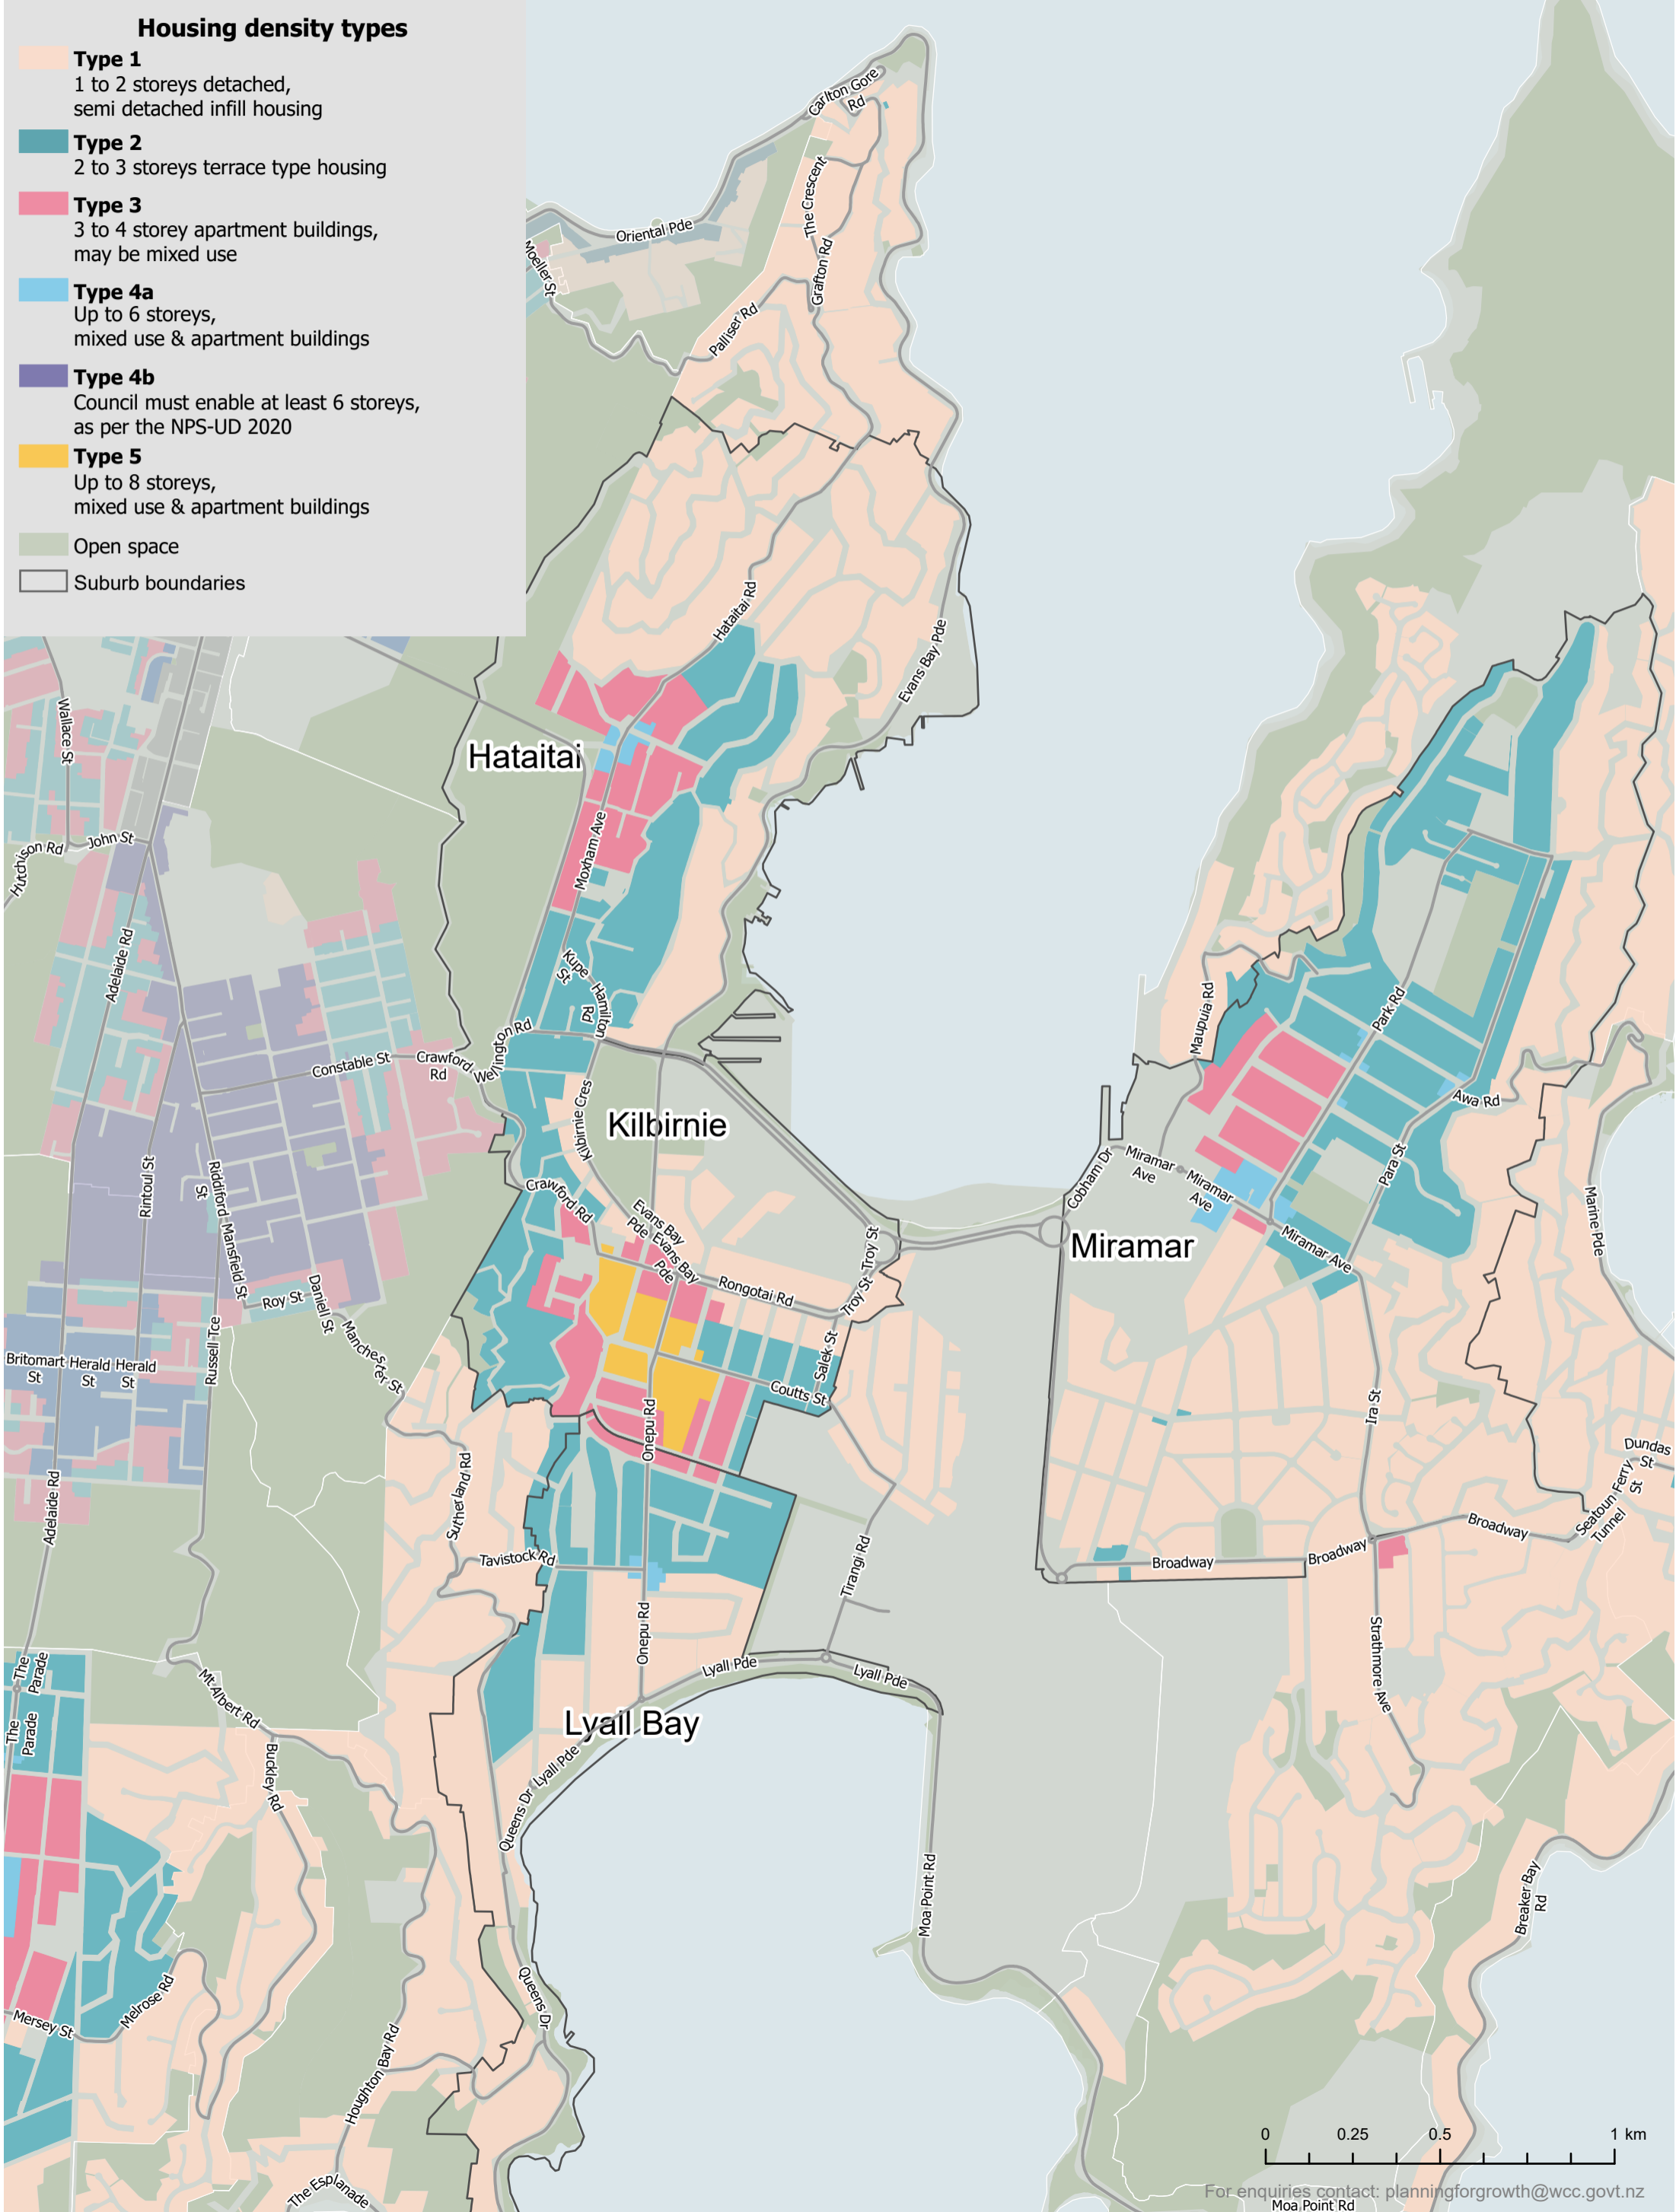 Housing density types
Type 1
1 to 2 storeys detached,
semi detached infill housing
Type 2
2 to 3 storeys terrace type housing
Type 3
3 to 4 storey apartment buildings,
may be mixed use
Type 4a
Up to 6 storeys,
mixed use & apartment buildings
Type 4b
Council must enable at least 6 storeys,
as per the NPS-UD 2020
Type 5
Up to 8 storeys,
mixed use & apartment buildings
Open space
Suburb boundaries
Carlton Gore
Rd
The Crescent
Oriental Pde
Moeller St
Grafton Rd
Palliser Rd
Hataitai Rd
Evans Bay Pde
Wallace St
Hataitai
John St
Hutchison Rd
Moxham Ave
Adelaide Rd
Kupe
St
Hamilton
Rd
Wellington Rd
Constable St
Crawford
Rd
Maupuia Rd
Park Rd
Awa Rd
Kilbirnie Cres
Kilbirnie
Cobham Dr
Miramar
Ave
Miramar
Ave
Para St
Marine Pde
Rintoul St
Riddiford
St
Mansfield St
Crawford Rd
Evans Bay
Pde
Evans Bay
Pde
Troy St
Troy St
Miramar
Miramar Ave
Rongotai Rd
Roy St
Daniell St
Manchester St
Russell Tce
Britomart
St
Herald
St
Herald
St
Salek St
Coutts St
Onepu Rd
Ira St
Dundas
St
Ferry
St
Seatoun
Tunnel
Adelaide Rd
Sutherland Rd
Tavistock Rd
Tirangi Rd
Broadway
Broadway
Broadway
Onepu Rd
Strathmore Ave
The
Parade
The
Parade
Mt Albert Rd
Lyall Pde
Lyall Pde
Lyall Bay
Lyall Pde
Queens Dr
Buckley Rd
Moa Point Rd
Breaker Bay
Rd
Queens Dr
Melrose Rd
Mersey St
Houghton Bay Rd
The Esplanade
0 0.25 0.5 1 km
For enquiries contact: planningforgrowth@wcc.govt.nz
Moa Point Rd